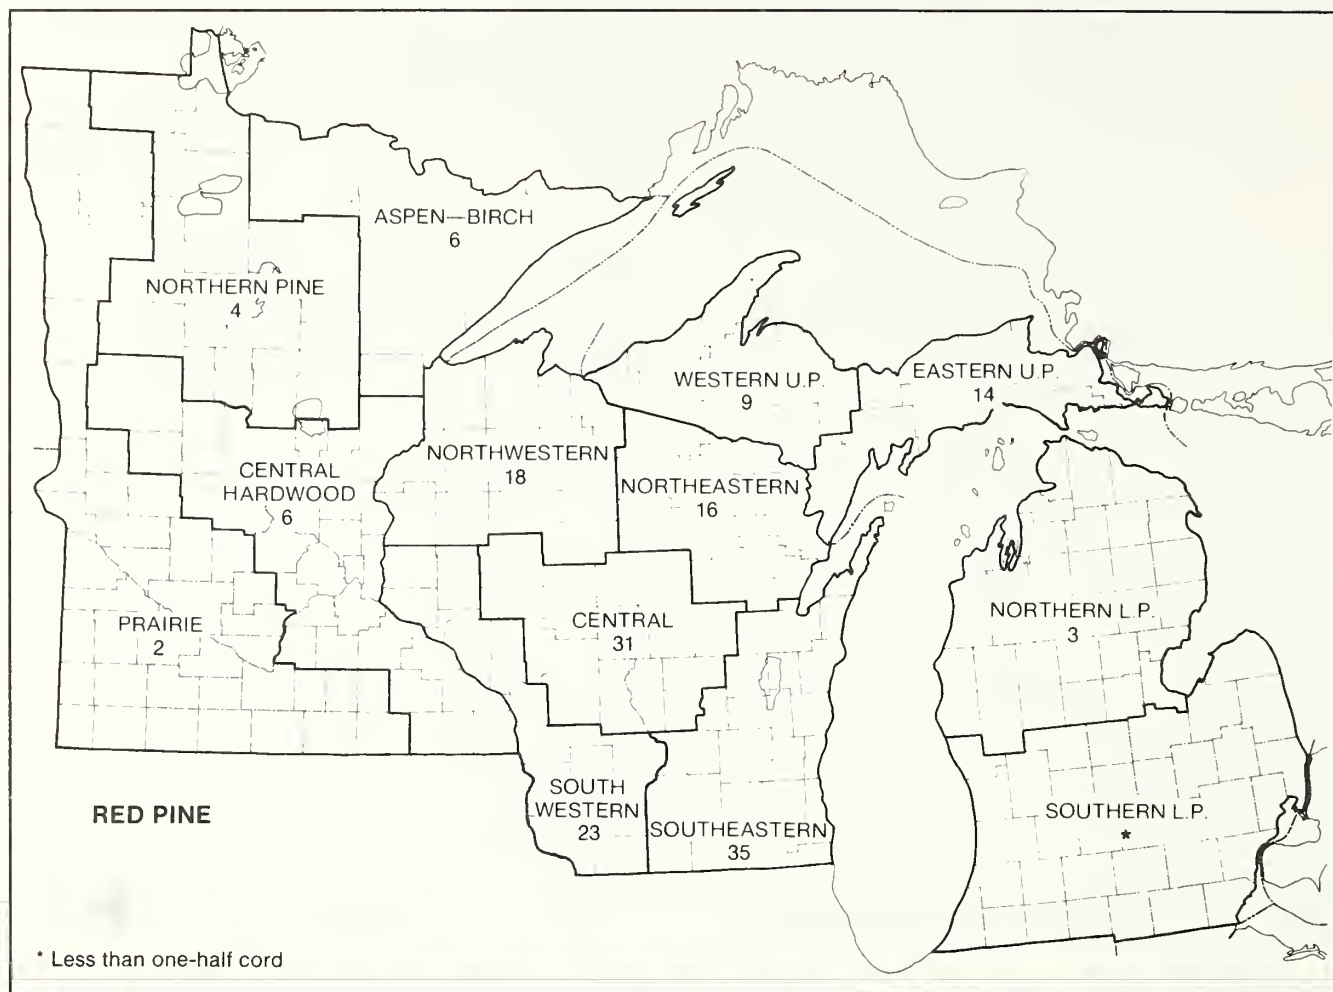 ASPEN—BIRCH
6
NORTHERN PINE
4
WESTERN U.P.
9
EASTERN U.P.
14
NORTHWESTERN
18
CENTRAL
HARDWOOD
6
NORTHEASTERN
16
PRAIRIE
2
CENTRAL
31
NORTHERN L.P.
3
SOUTH
WESTERN
23
SOUTHEASTERN
35
SOUTHERN L.P.
*
RED PINE
* Less than one-half cord